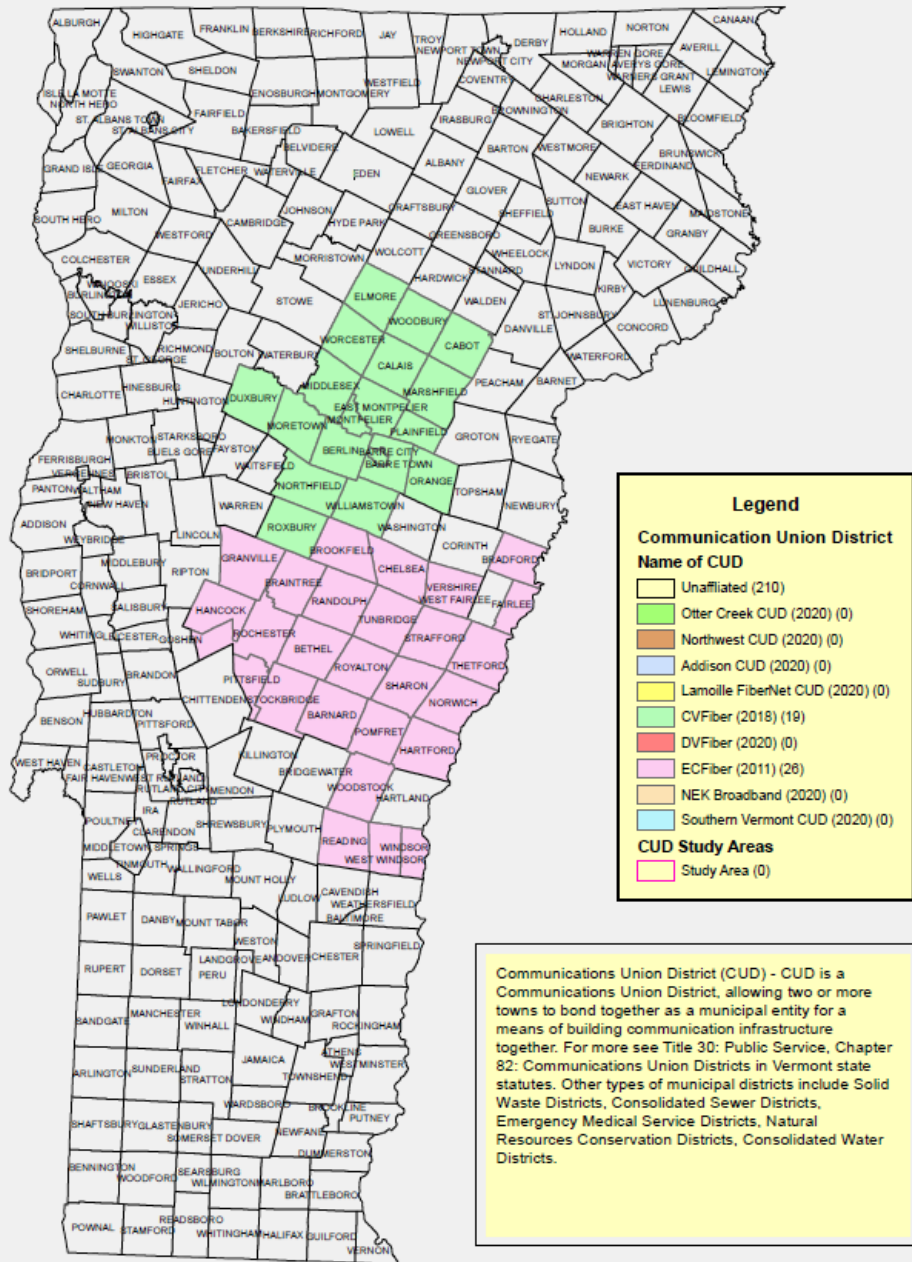 ALBURGH
HIGHGATE
FRANKLIN
BERKSHIRE
RICHFORD
JAY
TROY
NEWPORT TOWN
NEWPORT CITY
DERBY
HOLLAND
NORTON
CANAAN
MORGAN
WARREN GORE
AVERYS GORE
WARNERS GRANT
AVERILL
LEWIS
LEMINGTON
SWANTON
SHELDON
ENOSBURG
MONTGOMERY
WESTFIELD
COVENTRY
CHARLESTON
BROWNINGTON
ISLE LA MOTTE
NORTH HERO
ST. ALBANS TOWN
ST. ALBANS CITY
FAIRFIELD
BAKERSFIELD
LOWELL
IRASBURG
BRIGHTON
BLOOMFIELD
BRUNSWICK
FERDINAND
BELVIDERE
ALBANY
BARTON
WESTMORE
NEWARK
MAIDSTONE
GRAND ISLE
GEORGIA
FAIRFAX
FLETCHER
WATERVILLE
EDEN
GLOVER
SUTTON
EAST HAVEN
SOUTH HERO
MILTON
CAMBRIDGE
JOHNSON
HYDE PARK
CRAFTSBURY
SHEFFIELD
BURKE
GRANBY
WESTFORD
GREENSBORO
WHEELOCK
VICTORY
GUILDHALL
COLCHESTER
UNDERHILL
MORRISTOWN
WOLCOTT
STANNARD
LYNDON
KIRBY
LUNENBURG
WINOOSKI
BURLINGTON
ESSEX
JERICHO
STOWE
ELMORE
HARDWICK
WALDEN
DANVILLE
ST. JOHNSBURY
CONCORD
SOUTH BURLINGTON
WILLISTON
WOODBURY
SHELBURNE
ST. GEORGE
RICHMOND
BOLTON
WATERBURY
WORCESTER
CALAIS
CABOT
WATERFORD
CHARLOTTE
HINESBURG
HUNTINGTON
DUXBURY
MIDDLESEX
MARSHFIELD
PEACHAM
BARNET
EAST MONTPELIER
MONTPELIER
MORETOWN
PLAINFIELD
GROTON
RYEGATE
FERRISBURGH
VERGENNES
MONKTON
STARKSBORO
BUELS GORE
FAYSTON
WAITSFIELD
BERLIN
BARRE CITY
BARRE TOWN
ORANGE
TOPSHAM
NEWBURY
PANTON
WALTHAM
NEW HAVEN
BRISTOL
NORTHFIELD
WILLIAMSTOWN
WASHINGTON
ADDISON
WEYBRIDGE
LINCOLN
WARREN
ROXBURY
CORINTH
BRADFORD
BRIDPORT
MIDDLEBURY
CORNWALL
RIPTON
GRANVILLE
BROOKFIELD
CHELSEA
VERSHIRE
WEST FAIRLEE
FAIRLEE
SHOREHAM
SALISBURY
HANCOCK
BRAINTREE
RANDOLPH
TUNBRIDGE
STRAFFORD
WHITING
LEICESTER
GOSHEN
ROCHESTER
BETHEL
ROYALTON
THETFORD
ORWELL
SUDBURY
BRANDON
PITTSFIELD
SHARON
NORWICH
BENSON
HUBBARDTON
PITTSFORD
CHITTENDEN
STOCKBRIDGE
BARNARD
POMFRET
HARTFORD
WEST HAVEN
CASTLETON
FAIR HAVEN
PROCTOR
WEST RUTLAND
RUTLAND CITY
RUTLAND
MENDON
KILLINGTON
BRIDGEWATER
WOODSTOCK
HARTLAND
POULTNEY
IRA
CLARENDON
SHREWSBURY
PLYMOUTH
READING
WINDSOR
WEST WINDSOR
MIDDLETOWN SPRINGS
WELLS
TINMOUTH
WALLINGFORD
MOUNT HOLLY
LUDLOW
CAVENDISH
WEATHERSFIELD
BALTIMORE
PAWLET
DANBY
MOUNT TABOR
WESTON
ANDOVER
CHESTER
SPRINGFIELD
RUPERT
DORSET
LANDGROVE
PERU
LONDONDERRY
WINDHAM
GRAFTON
ROCKINGHAM
SANDGATE
MANCHESTER
WINHALL
JAMAICA
ATHENS
WESTMINSTER
TOWNSHEND
ARLINGTON
SUNDERLAND
STRATTON
WARDSBORO
BROOKLINE
PUTNEY
SHAFTSBURY
GLASTENBURY
SOMERSET
DOVER
NEWFANE
DUMMERSTON
BENNINGTON
WOODFORD
SEARSBURG
WILMINGTON
MARLBORO
BRATTLEBORO
POWNAL
STAMFORD
READSBORO
WHITINGHAM
HALIFAX
GUILFORD
VERNON
Legend
Communication Union District
Name of CUD
Unaffliated (210)
Otter Creek CUD (2020) (0)
Northwest CUD (2020) (0)
Addison CUD (2020) (0)
Lamoille FiberNet CUD (2020) (0)
CVFiber (2018) (19)
DVFiber (2020) (0)
ECFiber (2011) (26)
NEK Broadband (2020) (0)
Southern Vermont CUD (2020) (0)
CUD Study Areas
Study Area (0)
Communications Union District (CUD) - CUD is a
Communications Union District, allowing two or more
towns to bond together as a municipal entity for a
means of building communication infrastructure
together. For more see Title 30: Public Service, Chapter
82: Communications Union Districts in Vermont state
statutes. Other types of municipal districts include Solid
Waste Districts, Consolidated Sewer Districts,
Emergency Medical Service Districts, Natural
Resources Conservation Districts, Consolidated Water
Districts.